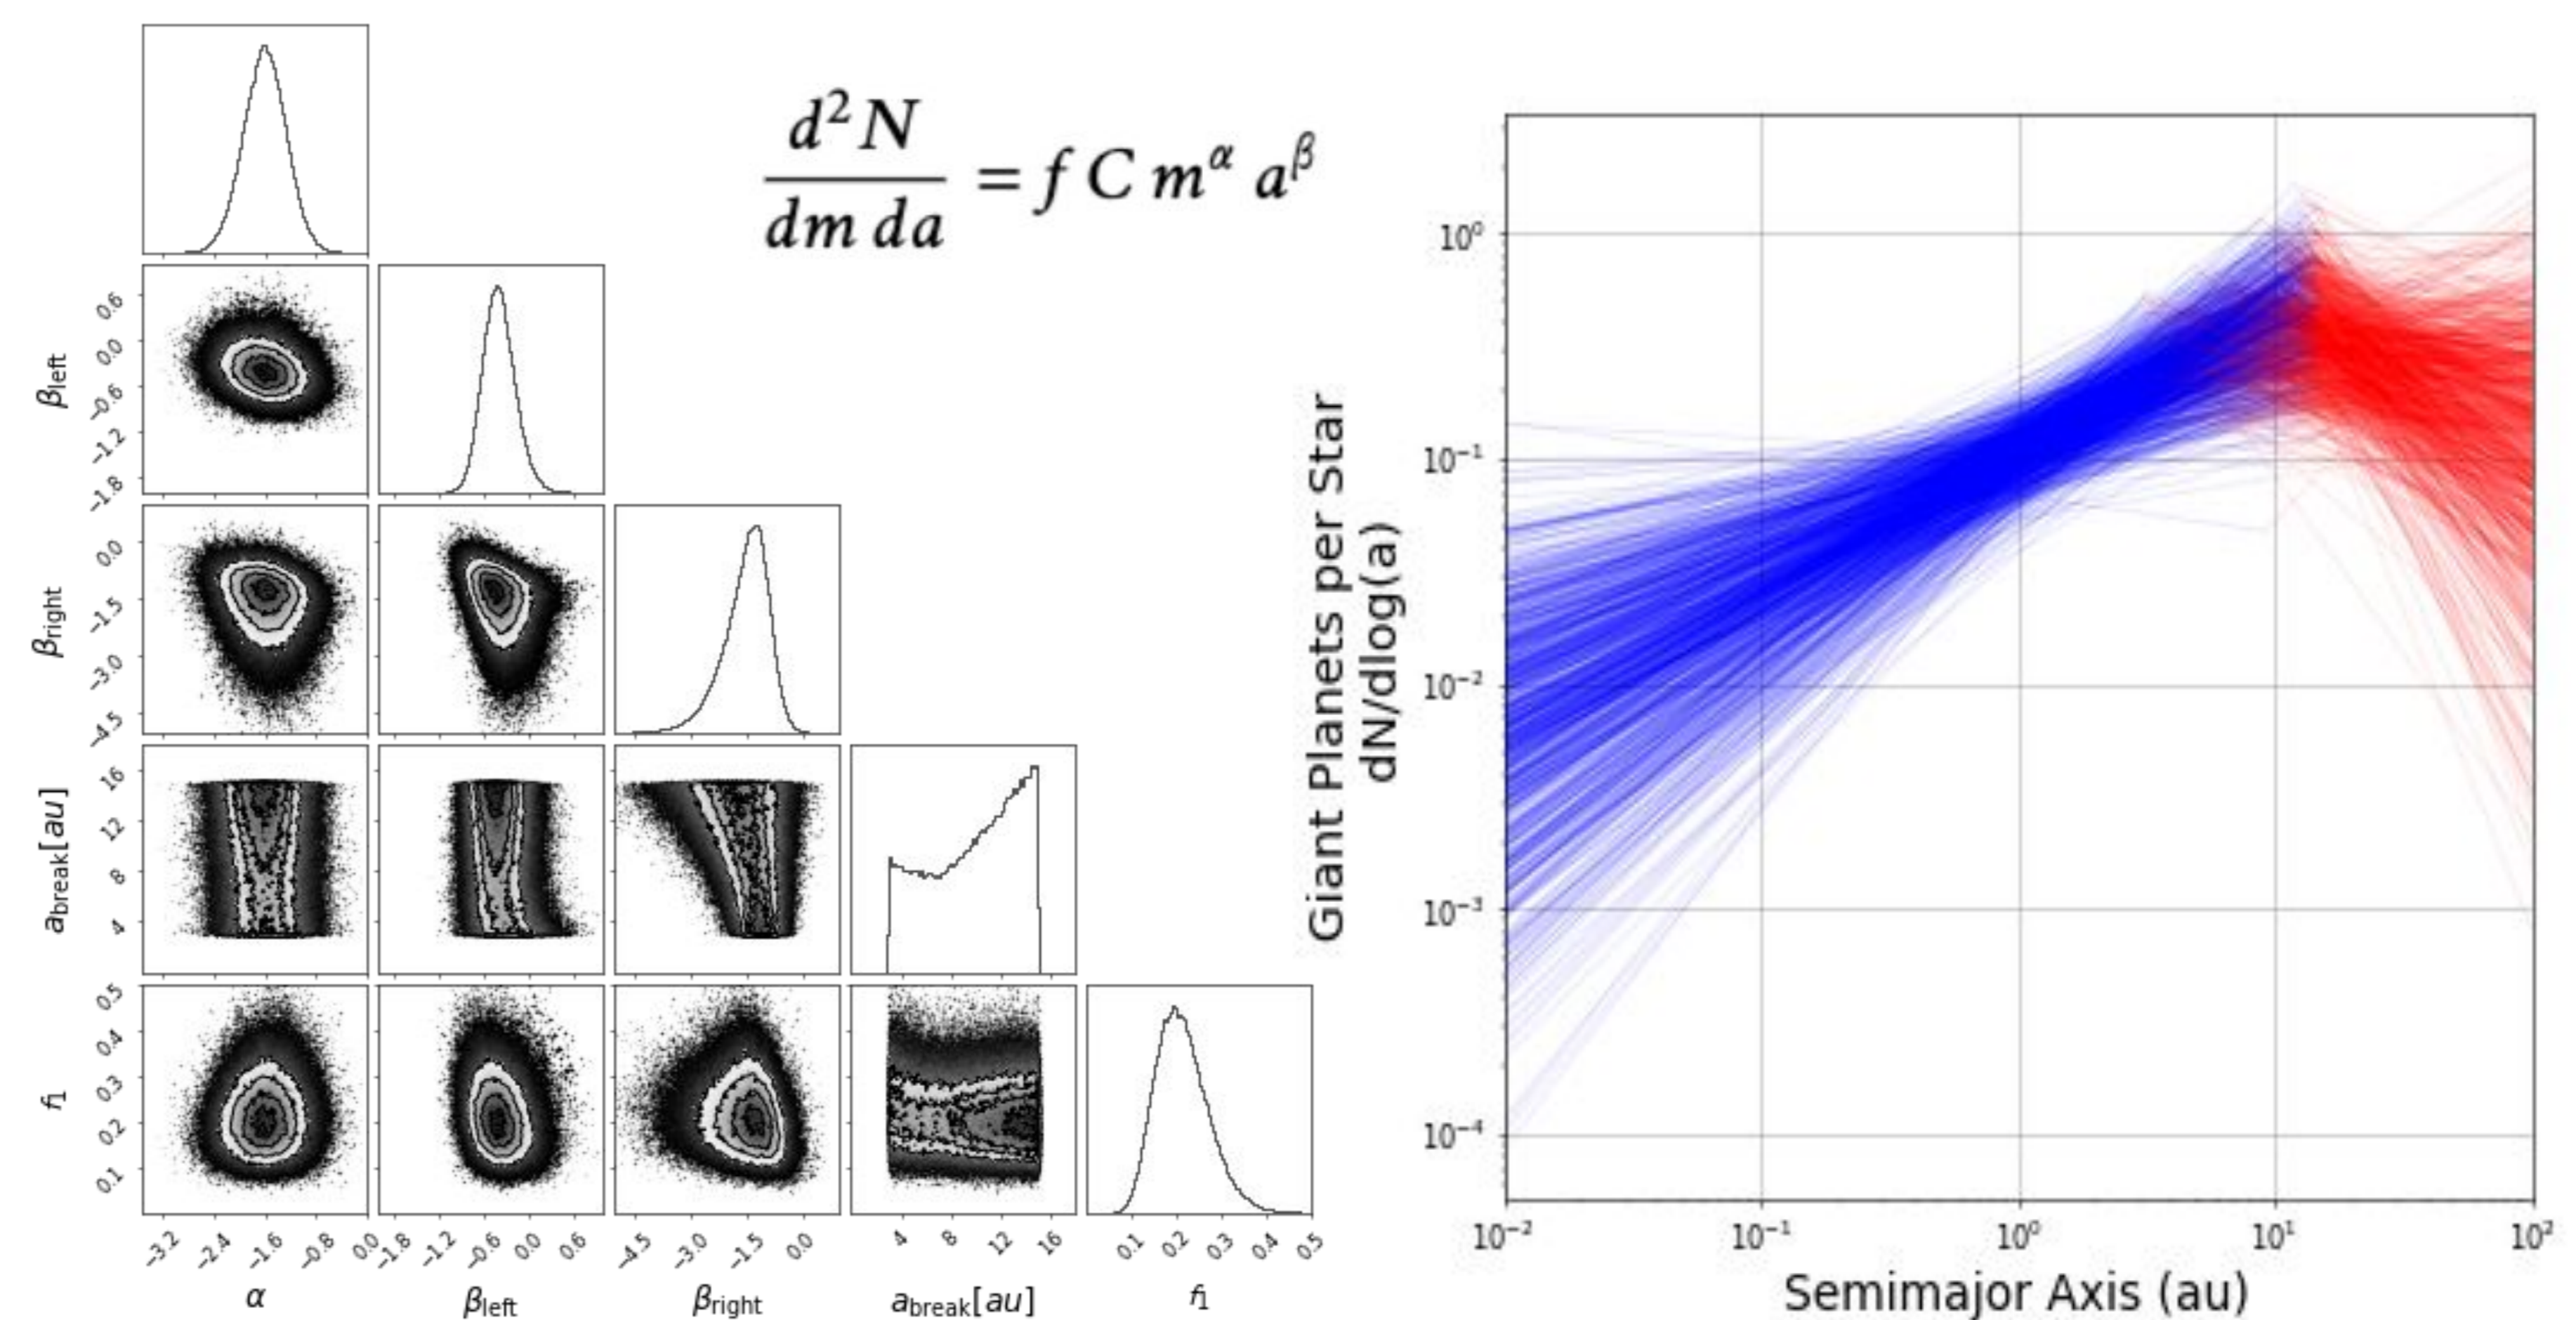 d²N
dm da
= f C m^α a^β
β_left
0.6
0.0
−0.6
−1.2
−1.8
β_right
0.0
−1.5
−3.0
−4.5
a_break[au]
16
12
8
4
f₁
0.5
0.4
0.3
0.2
0.1
−3.2 −2.4 −1.6 −0.8 0.0
−1.8 −1.2 −0.6 0.0 0.6
−4.5 −3.0 −1.5 0.0
4 8 12 16
0.1 0.2 0.3 0.4 0.5
α
β_left
β_right
a_break[au]
f₁
Giant Planets per Star
dN/dlog(a)
10⁰
10⁻¹
10⁻²
10⁻³
10⁻⁴
10⁻² 10⁻¹ 10⁰ 10¹ 10²
Semimajor Axis (au)